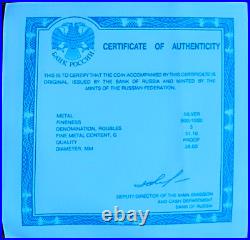 БАНК РОССИИ
CERTIFICATE OF AUTHENTICITY
THIS IS TO CERTIFY THAT THE COIN ACCOMPANIED BY THIS CERTIFICATE IS
ORIGINAL, ISSUED BY THE BANK OF RUSSIA AND MINTED BY THE
MINTS OF THE RUSSIAN FEDERATION.
METAL SILVER
FINENESS 900/1000
DENOMINATION, ROUBLES 3
FINE METAL CONTENT, G 31.10
QUALITY PROOF
DIAMETER, MM 39.00
DEPUTY DIRECTOR OF THE MAIN EMISSION
AND CASH DEPARTMENT
BANK OF RUSSIA